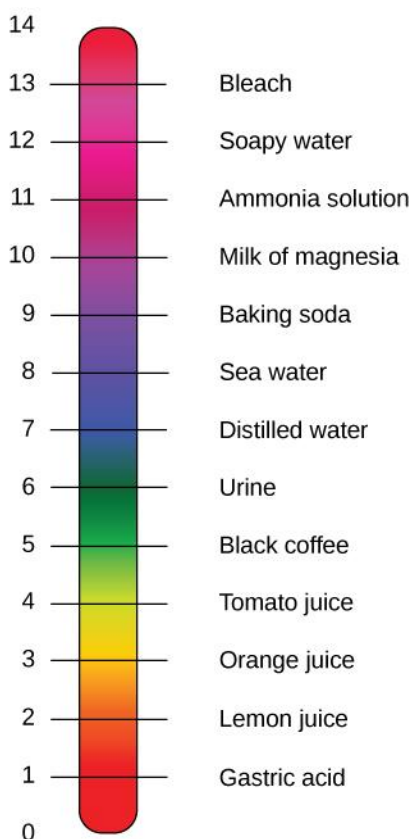 14
13 Bleach
12 Soapy water
11 Ammonia solution
10 Milk of magnesia
9 Baking soda
8 Sea water
7 Distilled water
6 Urine
5 Black coffee
4 Tomato juice
3 Orange juice
2 Lemon juice
1 Gastric acid
0